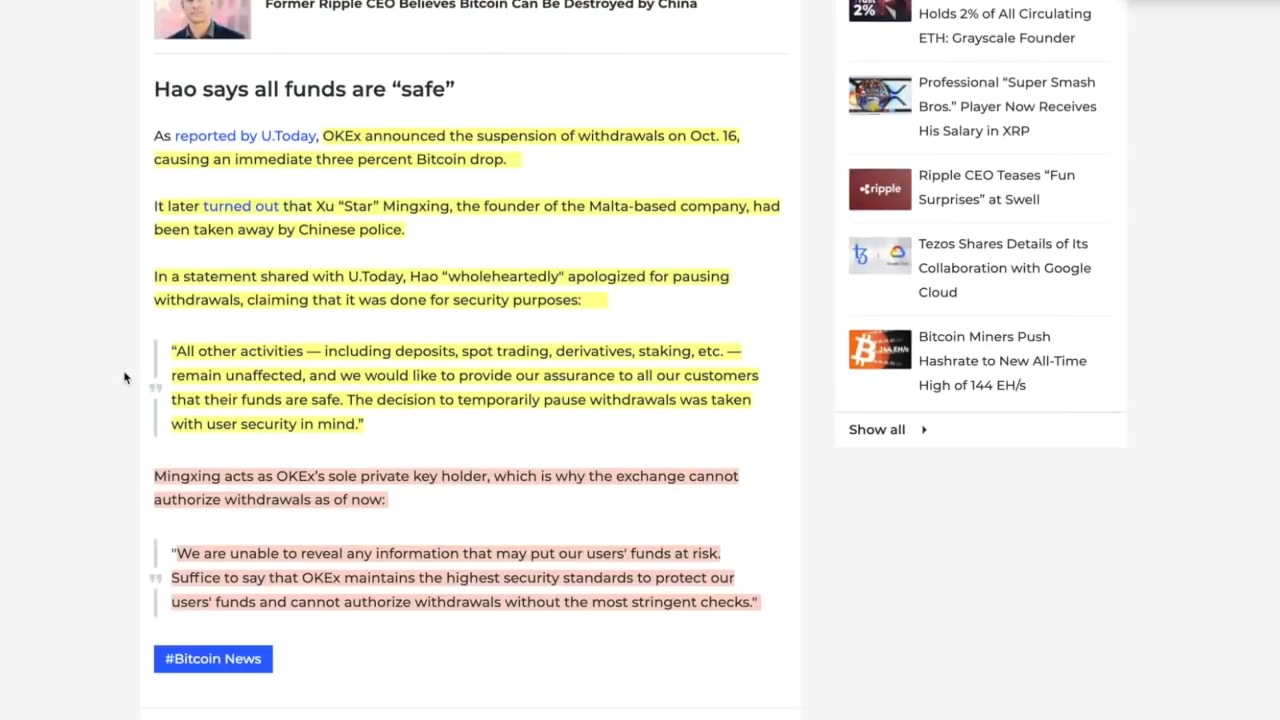 Former Ripple CEO Believes Bitcoin Can Be Destroyed by China
Hao says all funds are “safe”
As reported by U.Today, OKEx announced the suspension of withdrawals on Oct. 16,
causing an immediate three percent Bitcoin drop.
It later turned out that Xu “Star” Mingxing, the founder of the Malta-based company, had
been taken away by Chinese police.
In a statement shared with U.Today, Hao "wholeheartedly" apologized for pausing
withdrawals, claiming that it was done for security purposes:
“All other activities — including deposits, spot trading, derivatives, staking, etc. —
remain unaffected, and we would like to provide our assurance to all our customers
that their funds are safe. The decision to temporarily pause withdrawals was taken
with user security in mind.”
Mingxing acts as OKEx’s sole private key holder, which is why the exchange cannot
authorize withdrawals as of now:
"We are unable to reveal any information that may put our users' funds at risk.
Suffice to say that OKEx maintains the highest security standards to protect our
users' funds and cannot authorize withdrawals without the most stringent checks."
#Bitcoin News
2%
Holds 2% of All Circulating
ETH: Grayscale Founder
Professional “Super Smash
Bros.” Player Now Receives
His Salary in XRP
ripple
Ripple CEO Teases “Fun
Surprises” at Swell
Tezos Shares Details of Its
Collaboration with Google
Cloud
144 EH/s
Bitcoin Miners Push
Hashrate to New All-Time
High of 144 EH/s
Show all